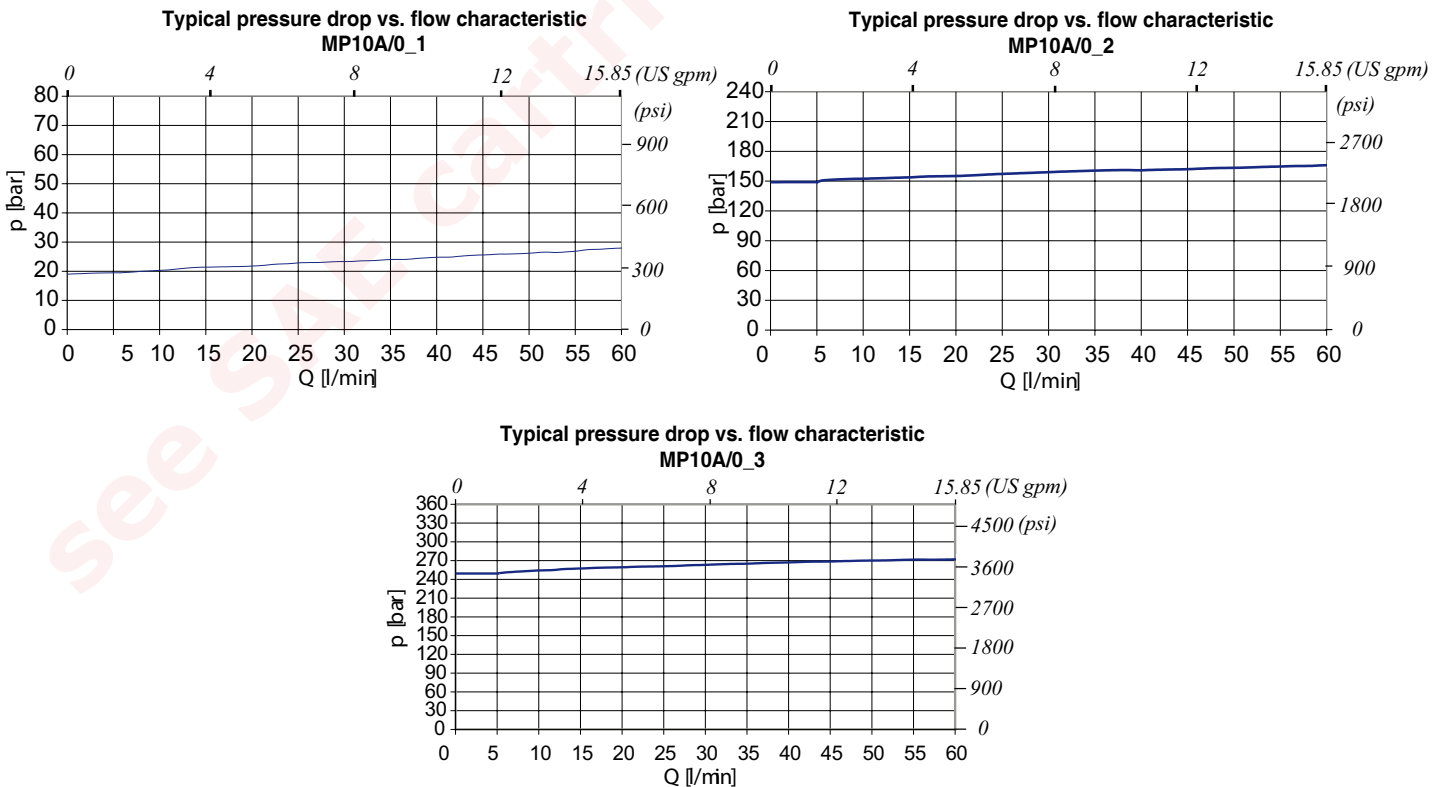 Typical pressure drop vs. flow characteristic
MP10A/0_1
0 4 8 12 15.85 (US gpm)
80
70
60
50
40
30
20
10
0
p [bar]
(psi)
900
600
300
0
0 5 10 15 20 25 30 35 40 45 50 55 60
Q [l/min]
Typical pressure drop vs. flow characteristic
MP10A/0_2
0 4 8 12 15.85 (US gpm)
240
210
180
150
120
90
60
30
0
p [bar]
(psi)
2700
1800
900
0
0 5 10 15 20 25 30 35 40 45 50 55 60
Q [l/min]
Typical pressure drop vs. flow characteristic
MP10A/0_3
0 4 8 12 15.85 (US gpm)
360
330
300
270
240
210
180
150
120
90
60
30
0
p [bar]
4500 (psi)
3600
2700
1800
900
0
0 5 10 15 20 25 30 35 40 45 50 55 60
Q [l/min]
see SAE cartri